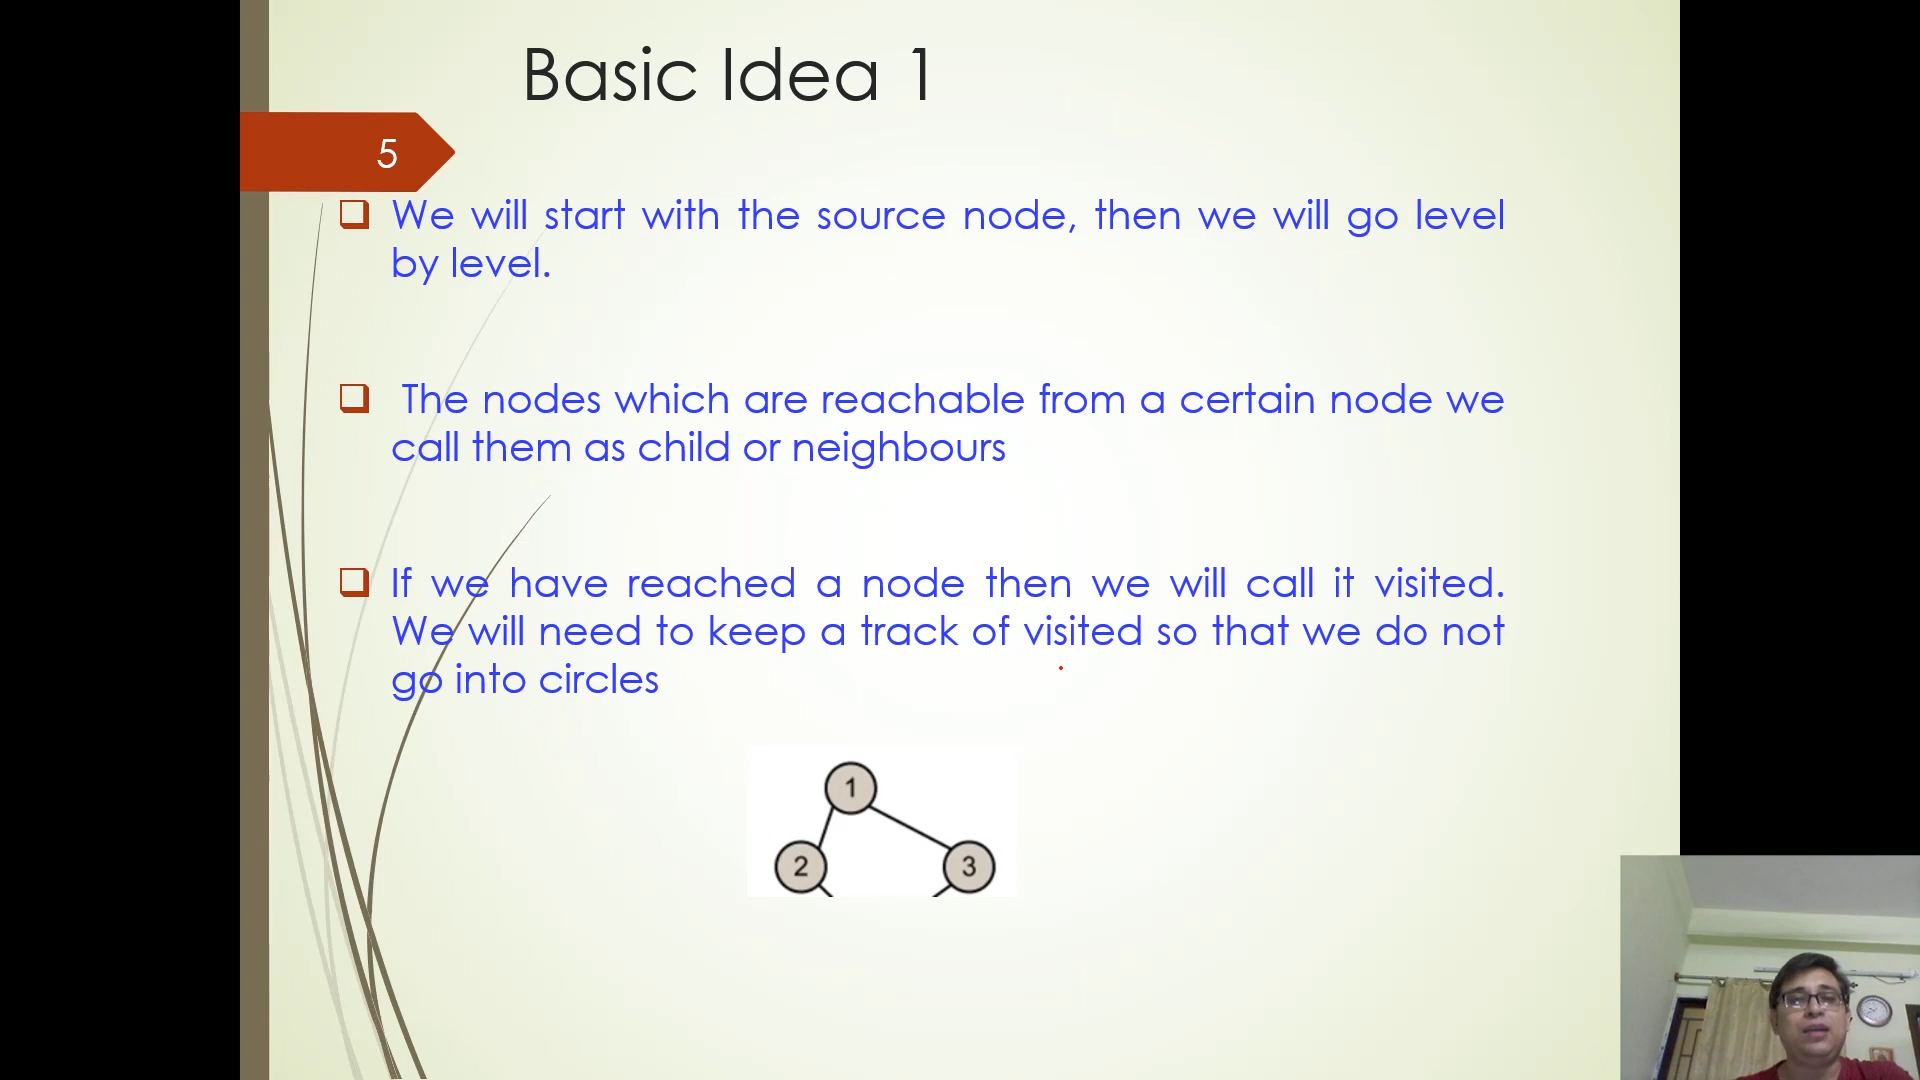 Basic Idea 1
5
We will start with the source node, then we will go level
by level.
The nodes which are reachable from a certain node we
call them as child or neighbours
If we have reached a node then we will call it visited.
We will need to keep a track of visited so that we do not
go into circles
1
2
3